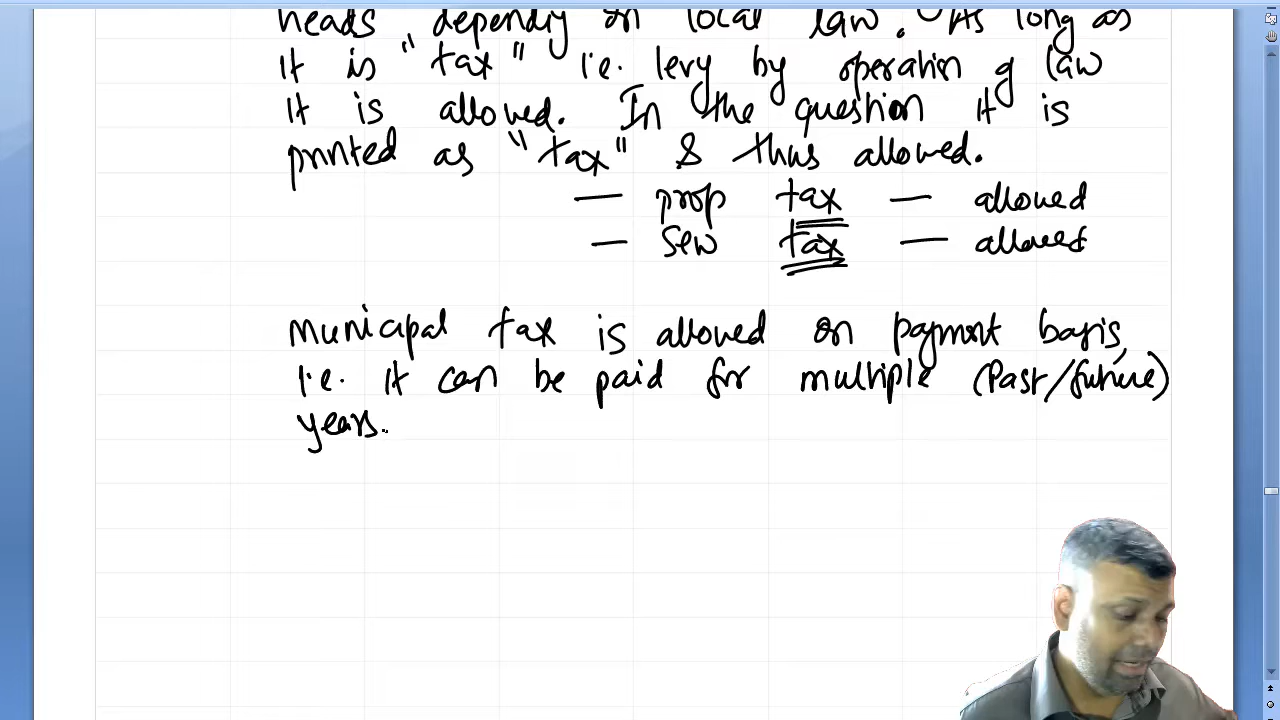 heads depending on local law. As long as
it is "tax" i.e. levy by operation of law
it is allowed. In the question it is
printed as "tax" & thus allowed.
— prop tax — allowed
— sew tax — allowed
Municipal tax is allowed on payment basis,
i.e. it can be paid for multiple (Past/future)
years.